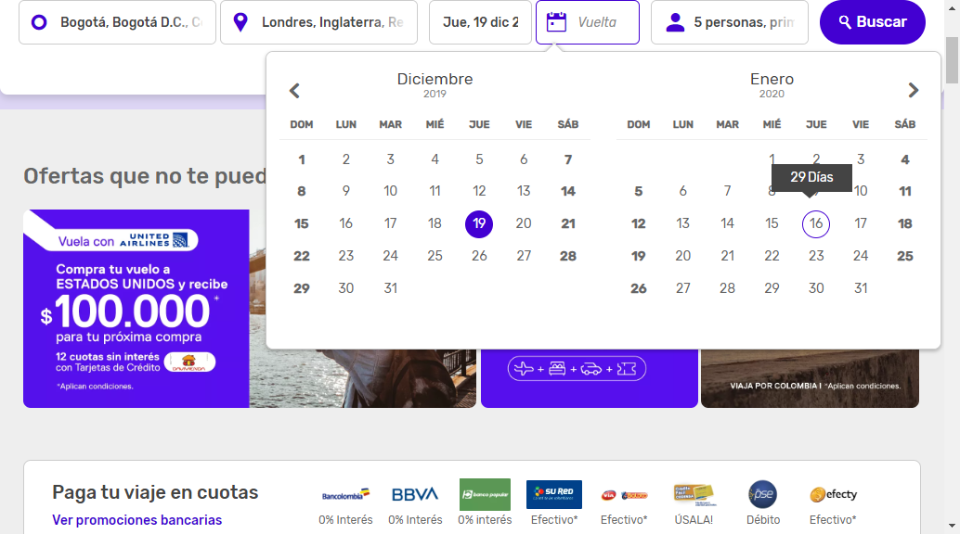 Bogotá, Bogotá D.C., C
Londres, Inglaterra, Re
Jue, 19 dic 2
Vuelta
5 personas, prim
Buscar
Diciembre
2019
DOM LUN MAR MIÉ JUE VIE SÁB
1 2 3 4 5 6 7
8 9 10 11 12 13 14
15 16 17 18 19 20 21
22 23 24 25 26 27 28
29 30 31
Enero
2020
DOM LUN MAR MIÉ JUE VIE SÁB
1 2 3 4
29 Días
5 6 7 8 9 10 11
12 13 14 15 16 17 18
19 20 21 22 23 24 25
26 27 28 29 30 31
Ofertas que no te pued
Vuela con UNITED AIRLINES
Compra tu vuelo a
ESTADOS UNIDOS y recibe
$100.000*
para tu próxima compra
12 cuotas sin interés
con Tarjetas de Crédito
DAVIVIENDA
*Aplican condiciones.
+ + +
VIAJA POR COLOMBIA I *Aplican condiciones.
Paga tu viaje en cuotas
Ver promociones bancarias
Bancolombia
0% Interés
BBVA
0% Interés
banco popular
0% interés
SU RED
Efectivo*
Efectivo*
ÚSALA!
pse
Débito
efecty
Efectivo*